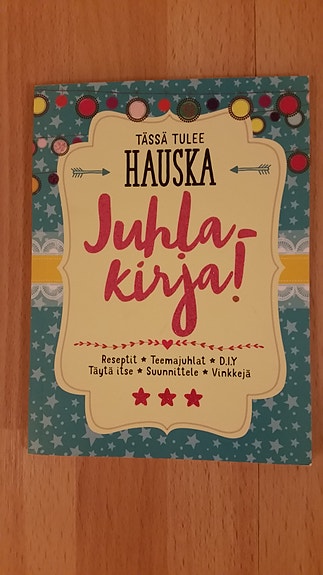 TÄSSÄ TULEE
HAUSKA
Juhla-
kirja!
Reseptit ★ Teemajuhlat ★ D.I.Y
Täytä itse ★ Suunnittele ★ Vinkkejä